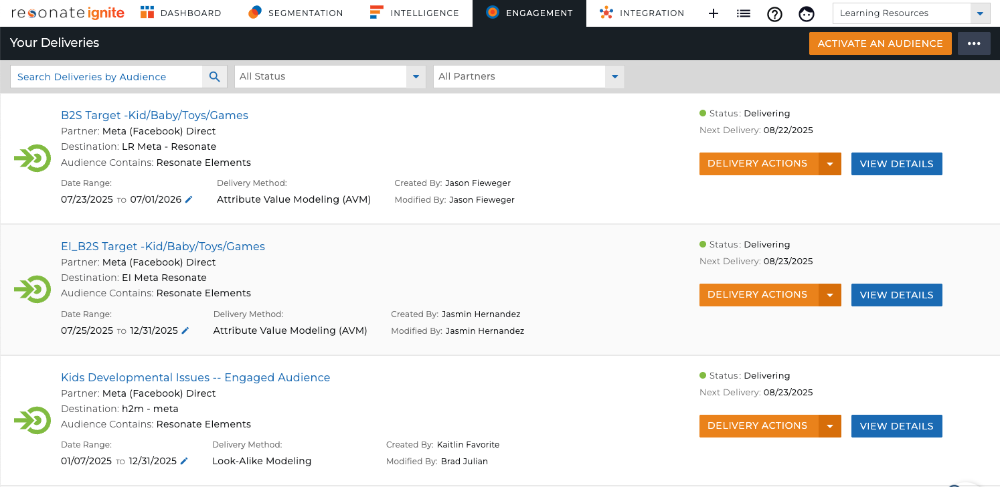 resonate ignite DASHBOARD SEGMENTATION INTELLIGENCE ENGAGEMENT INTEGRATION Learning Resources
Your Deliveries ACTIVATE AN AUDIENCE
Search Deliveries by Audience All Status All Partners
B2S Target -Kid/Baby/Toys/Games
Partner: Meta (Facebook) Direct
Destination: LR Meta - Resonate
Audience Contains: Resonate Elements
Date Range: Delivery Method: Created By: Jason Fieweger
07/23/2025 TO 07/01/2026 Attribute Value Modeling (AVM) Modified By: Jason Fieweger
Status: Delivering
Next Delivery: 08/22/2025
DELIVERY ACTIONS VIEW DETAILS
EI_B2S Target -Kid/Baby/Toys/Games
Partner: Meta (Facebook) Direct
Destination: EI Meta Resonate
Audience Contains: Resonate Elements
Date Range: Delivery Method: Created By: Jasmin Hernandez
07/25/2025 TO 12/31/2025 Attribute Value Modeling (AVM) Modified By: Jasmin Hernandez
Status: Delivering
Next Delivery: 08/23/2025
DELIVERY ACTIONS VIEW DETAILS
Kids Developmental Issues -- Engaged Audience
Partner: Meta (Facebook) Direct
Destination: h2m - meta
Audience Contains: Resonate Elements
Date Range: Delivery Method: Created By: Kaitlin Favorite
01/07/2025 TO 12/31/2025 Look-Alike Modeling Modified By: Brad Julian
Status: Delivering
Next Delivery: 08/23/2025
DELIVERY ACTIONS VIEW DETAILS